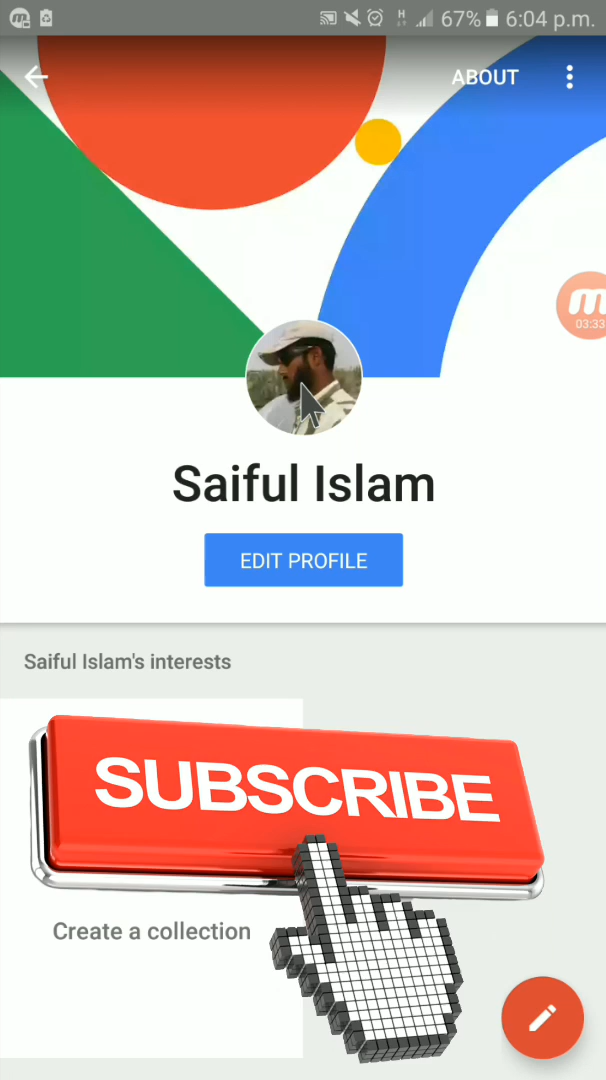 H 67% 6:04 p.m.
ABOUT
m
03:33
Saiful Islam
EDIT PROFILE
Saiful Islam's interests
SUBSCRIBE
Create a collection